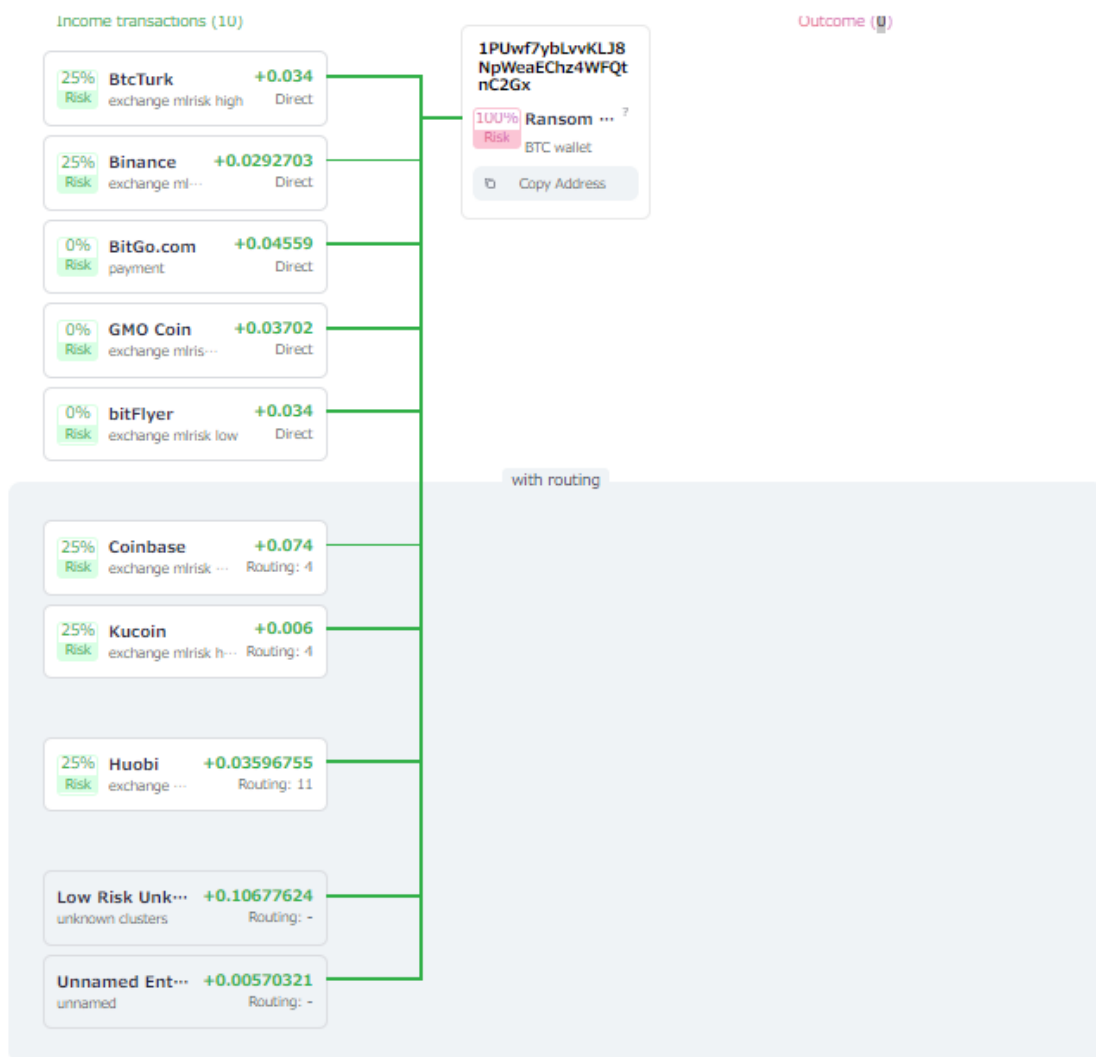 Income transactions (10)
Outcome (0)
1PUwf7ybLvvKLJ8
NpWeaEChz4WFQt
nC2Gx
100% Ransom ··· ?
Risk BTC wallet
Copy Address
25% BtcTurk +0.034
Risk exchange mlrisk high Direct
25% Binance +0.0292703
Risk exchange ml··· Direct
0% BitGo.com +0.04559
Risk payment Direct
0% GMO Coin +0.03702
Risk exchange mlris··· Direct
0% bitFlyer +0.034
Risk exchange mlrisk low Direct
with routing
25% Coinbase +0.074
Risk exchange mlrisk ··· Routing: 4
25% Kucoin +0.006
Risk exchange mlrisk h··· Routing: 4
25% Huobi +0.03596755
Risk exchange ··· Routing: 11
Low Risk Unk··· +0.10677624
unknown clusters Routing: -
Unnamed Ent··· +0.00570321
unnamed Routing: -